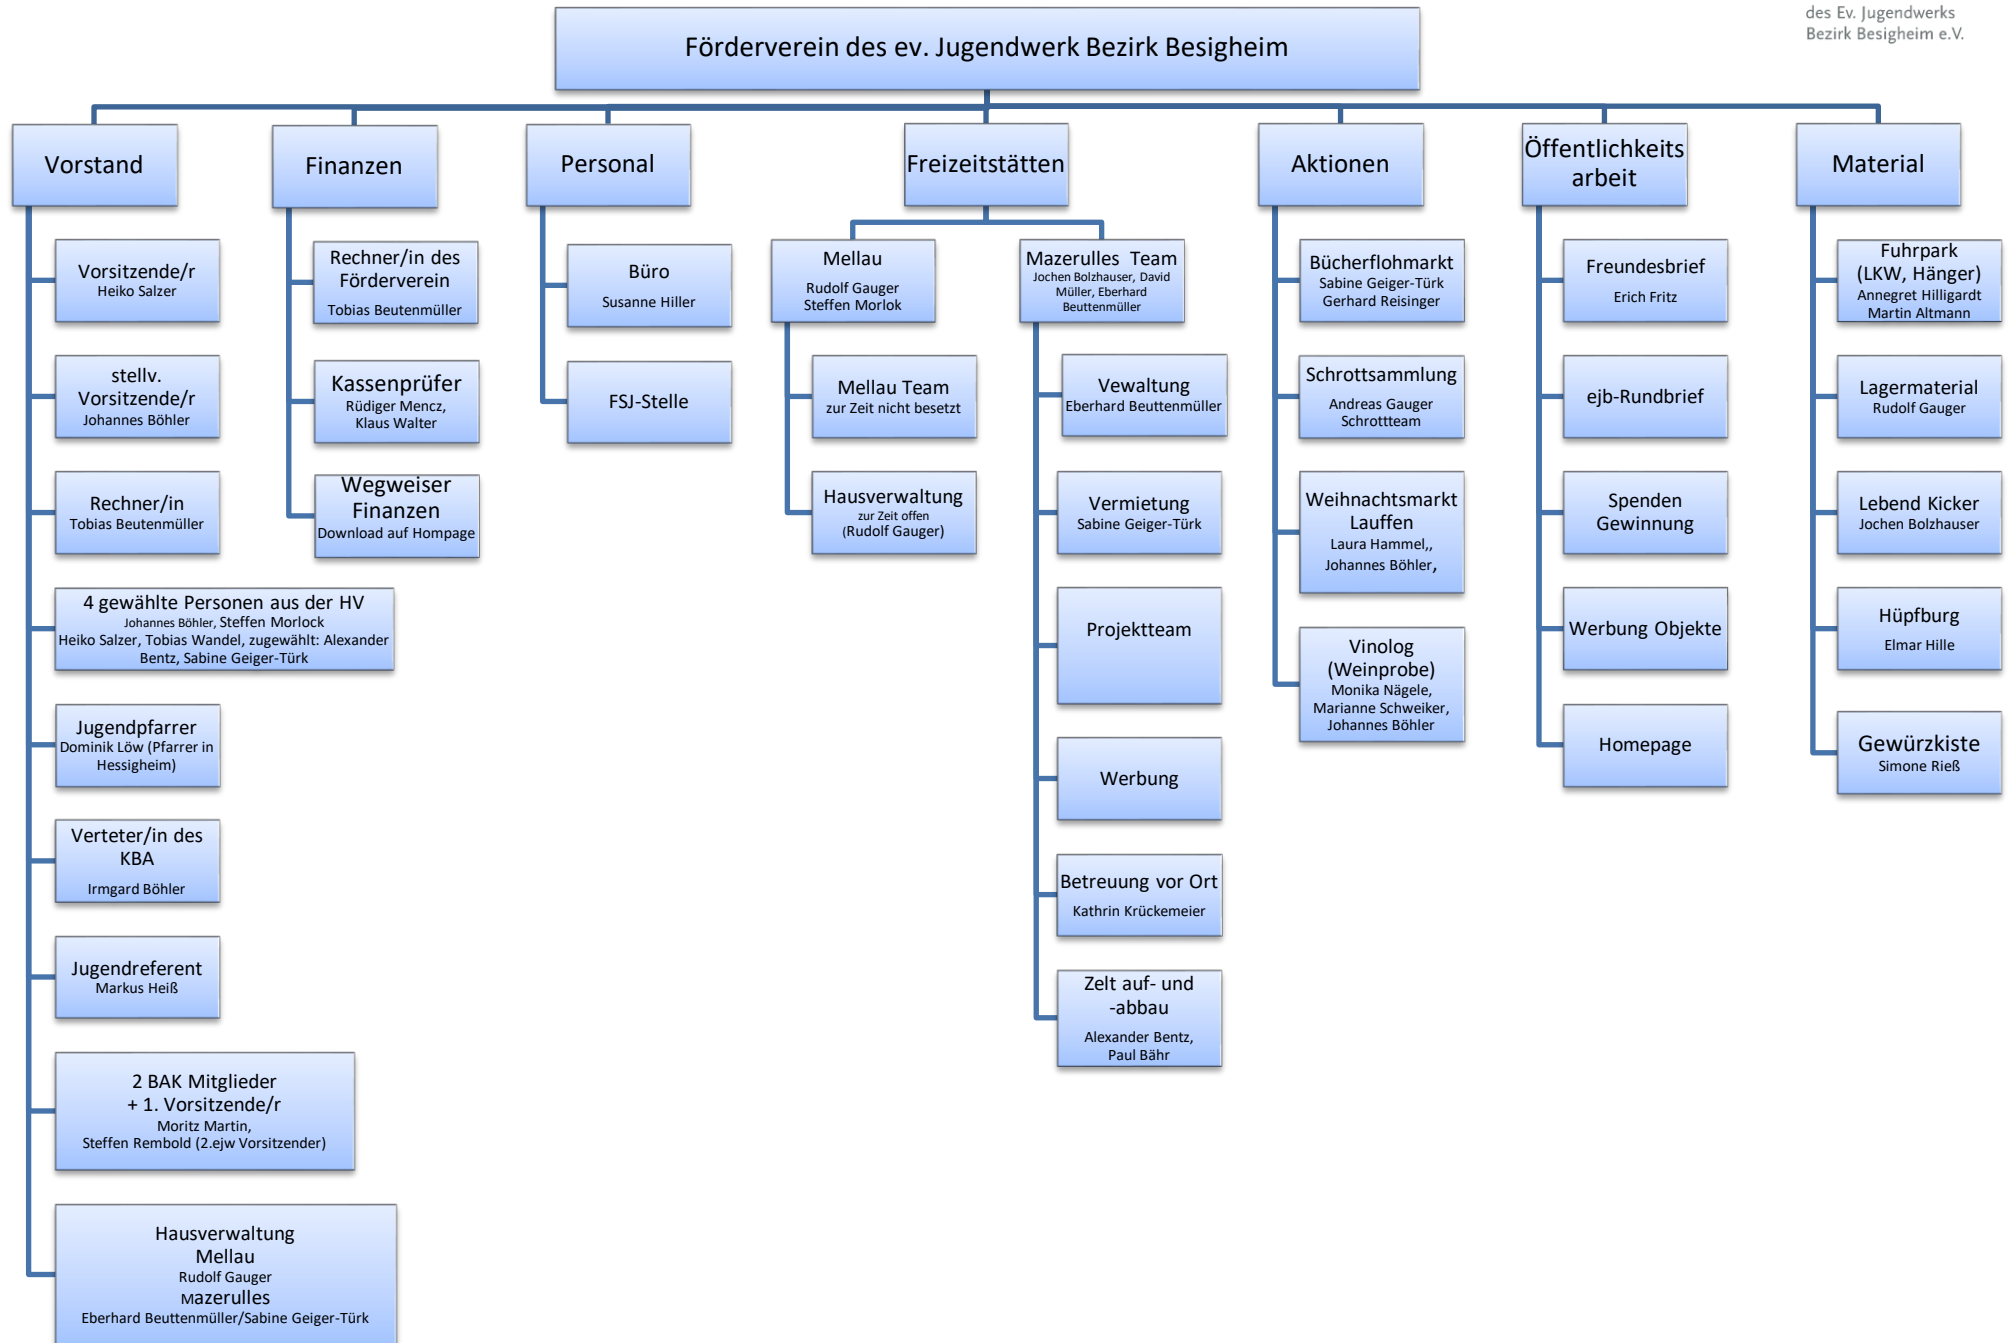 des Ev. Jugendwerks
Bezirk Besigheim e.V.
Förderverein des ev. Jugendwerk Bezirk Besigheim
Vorstand
Vorsitzende/r
Heiko Salzer
stellv.
Vorsitzende/r
Johannes Böhler
Rechner/in
Tobias Beutenmüller
4 gewählte Personen aus der HV
Johannes Böhler, Steffen Morlock
Heiko Salzer, Tobias Wandel, zugewählt: Alexander
Bentz, Sabine Geiger-Türk
Jugendpfarrer
Dominik Löw (Pfarrer in
Hessigheim)
Verteter/in des
KBA
Irmgard Böhler
Jugendreferent
Markus Heiß
2 BAK Mitglieder
+ 1. Vorsitzende/r
Moritz Martin,
Steffen Rembold (2.ejw Vorsitzender)
Hausverwaltung
Mellau
Rudolf Gauger
Mazerulles
Eberhard Beuttenmüller/Sabine Geiger-Türk
Finanzen
Rechner/in des
Förderverein
Tobias Beutenmüller
Kassenprüfer
Rüdiger Mencz,
Klaus Walter
Wegweiser
Finanzen
Download auf Hompage
Personal
Büro
Susanne Hiller
FSJ-Stelle
Freizeitstätten
Mellau
Rudolf Gauger
Steffen Morlok
Mellau Team
zur Zeit nicht besetzt
Hausverwaltung
zur Zeit offen
(Rudolf Gauger)
Mazerulles Team
Jochen Bolzhauser, David
Müller, Eberhard
Beuttenmüller
Vewaltung
Eberhard Beuttenmüller
Vermietung
Sabine Geiger-Türk
Projektteam
Werbung
Betreuung vor Ort
Kathrin Krückemeier
Zelt auf- und
-abbau
Alexander Bentz,
Paul Bähr
Aktionen
Bücherflohmarkt
Sabine Geiger-Türk
Gerhard Reisinger
Schrottsammlung
Andreas Gauger
Schrottteam
Weihnachtsmarkt
Lauffen
Laura Hammel,,
Johannes Böhler,
Vinolog
(Weinprobe)
Monika Nägele,
Marianne Schweiker,
Johannes Böhler
Öffentlichkeits
arbeit
Freundesbrief
Erich Fritz
ejb-Rundbrief
Spenden
Gewinnung
Werbung Objekte
Homepage
Material
Fuhrpark
(LKW, Hänger)
Annegret Hilligardt
Martin Altmann
Lagermaterial
Rudolf Gauger
Lebend Kicker
Jochen Bolzhauser
Hüpfburg
Elmar Hille
Gewürzkiste
Simone Rieß